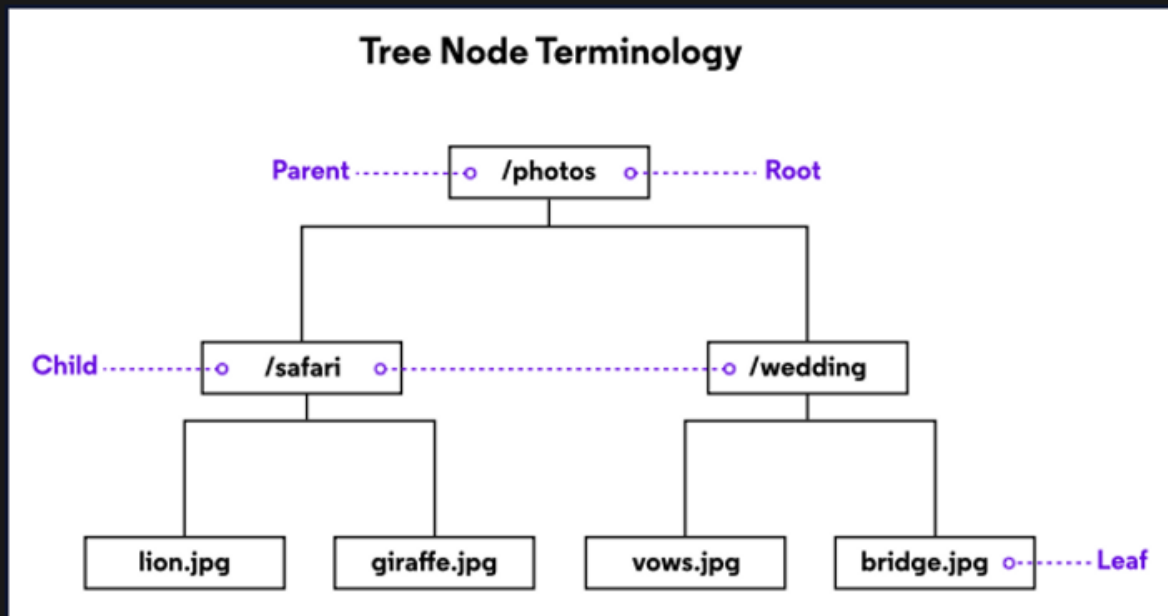 Tree Node Terminology
Parent /photos Root
Child /safari /wedding
lion.jpg giraffe.jpg vows.jpg bridge.jpg Leaf